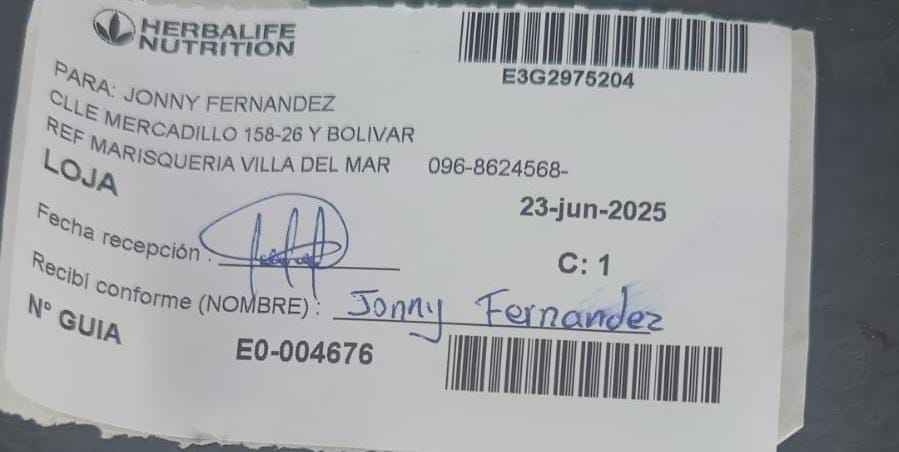 HERBALIFE
NUTRITION
E3G2975204
PARA: JONNY FERNANDEZ
CLLE MERCADILLO 158-26 Y BOLIVAR
REF MARISQUERIA VILLA DEL MAR 096-8624568-
LOJA
23-jun-2025
Fecha recepción :
C: 1
Recibí conforme (NOMBRE) : Jonny Fernandez
N° GUIA
E0-004676